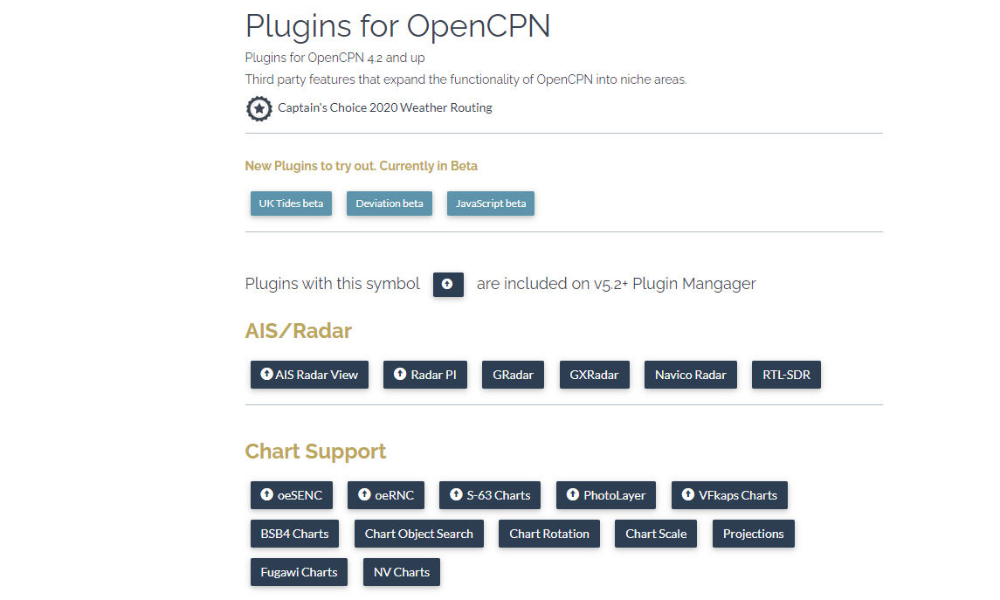 Plugins for OpenCPN
Plugins for OpenCPN 4.2 and up
Third party features that expand the functionality of OpenCPN into niche areas.
Captain's Choice 2020 Weather Routing
New Plugins to try out. Currently in Beta
UK Tides beta Deviation beta JavaScript beta
Plugins with this symbol are included on v5.2+ Plugin Mangager
AIS/Radar
AIS Radar View Radar PI GRadar GXRadar Navico Radar RTL-SDR
Chart Support
oeSENC oeRNC S-63 Charts PhotoLayer VFkaps Charts
BSB4 Charts Chart Object Search Chart Rotation Chart Scale Projections
Fugawi Charts NV Charts